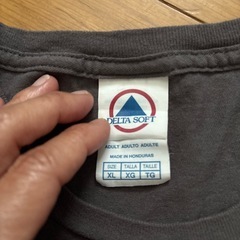 DELTA SOFT
ADULT ADULTO ADULTE
MADE IN HONDURAS
SIZE TALLA TAILLE
XL XG TG